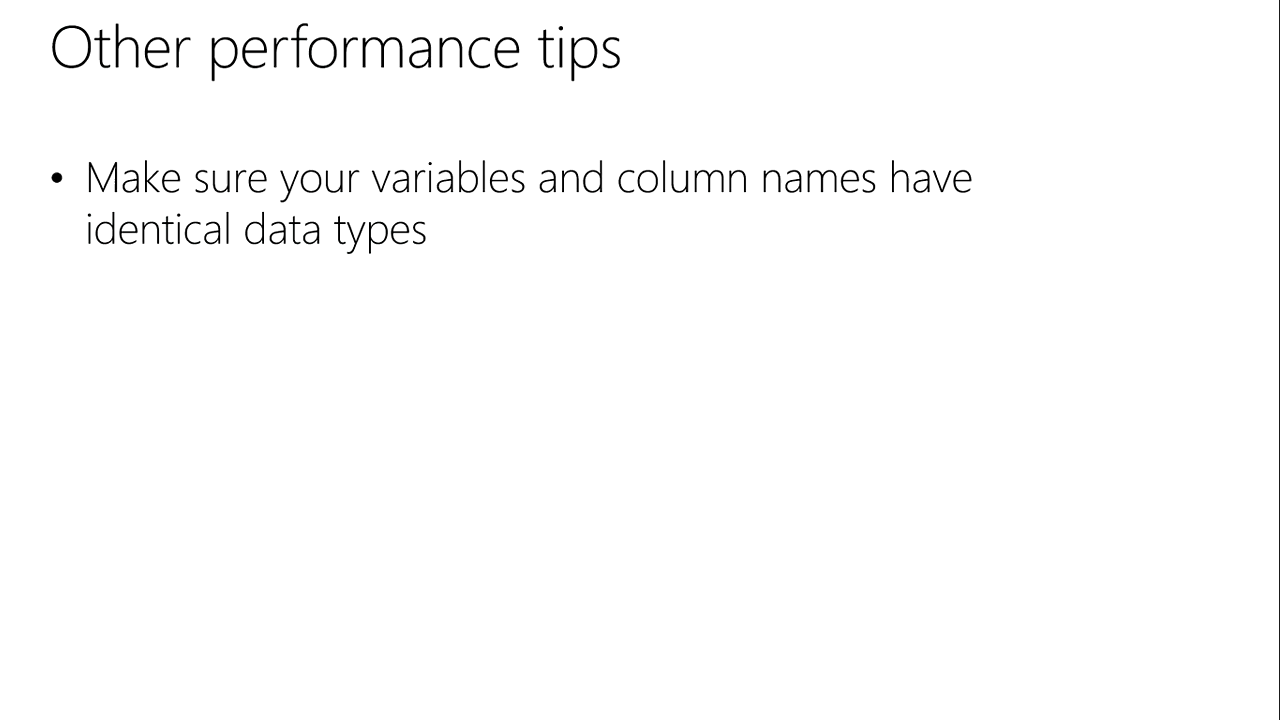 Other performance tips
• Make sure your variables and column names have
identical data types